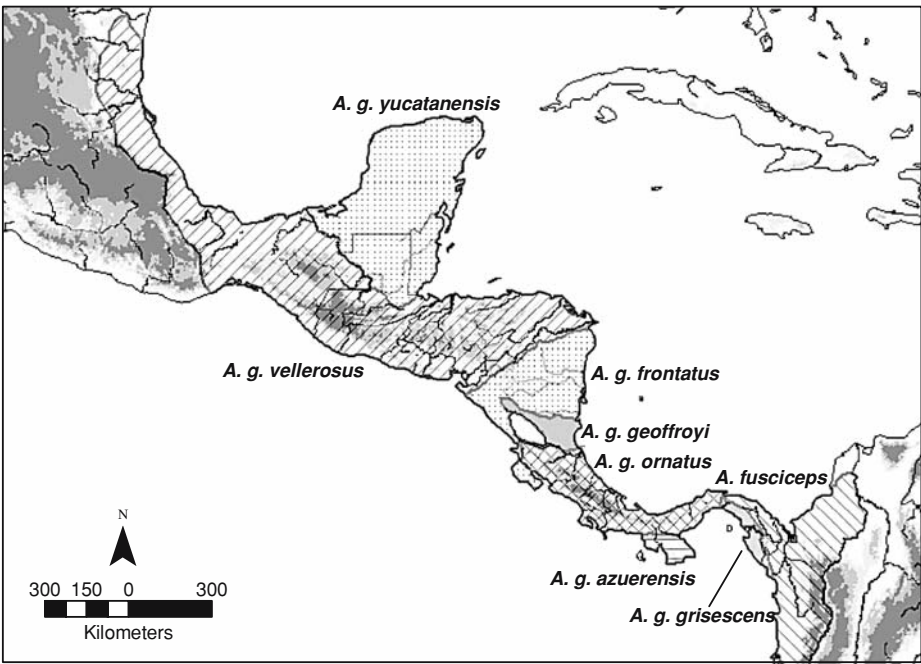 A. g. yucatanensis
A. g. vellerosus
A. g. frontatus
A. g. geoffroyi
A. g. ornatus
A. fusciceps
A. g. azuerensis
A. g. grisescens
N
300 150 0 300
Kilometers
D